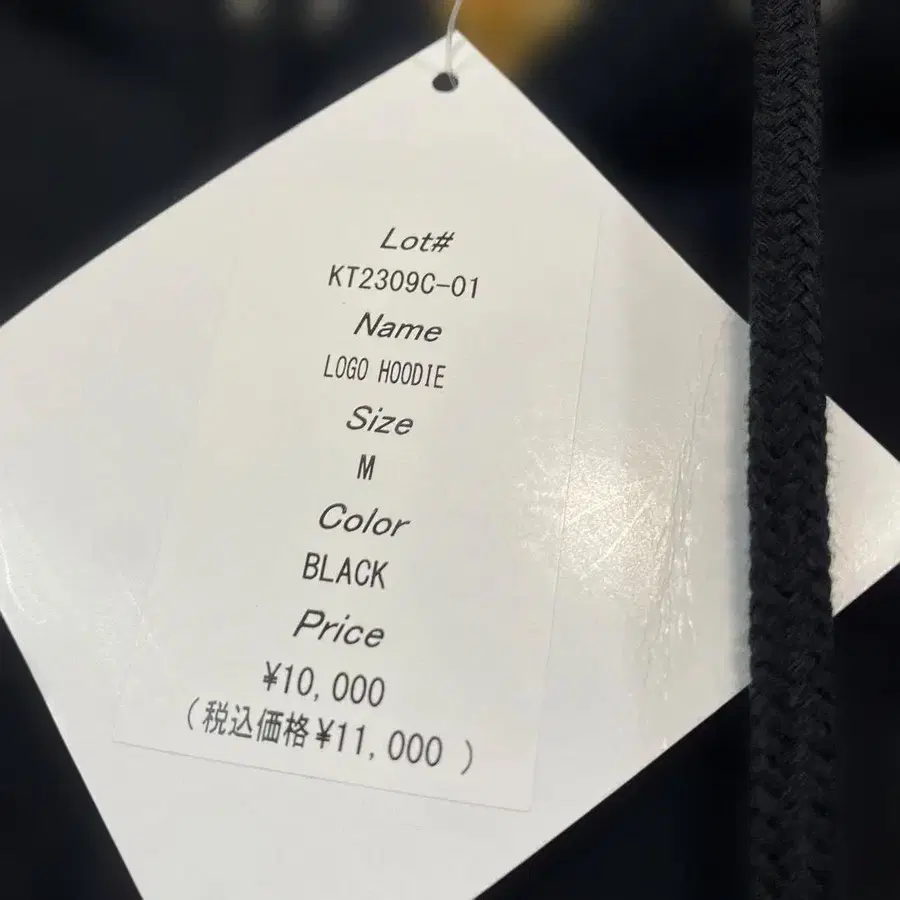 Lot#
KT2309C-01
Name
LOGO HOODIE
Size
M
Color
BLACK
Price
¥10,000
(税込価格¥11,000 )